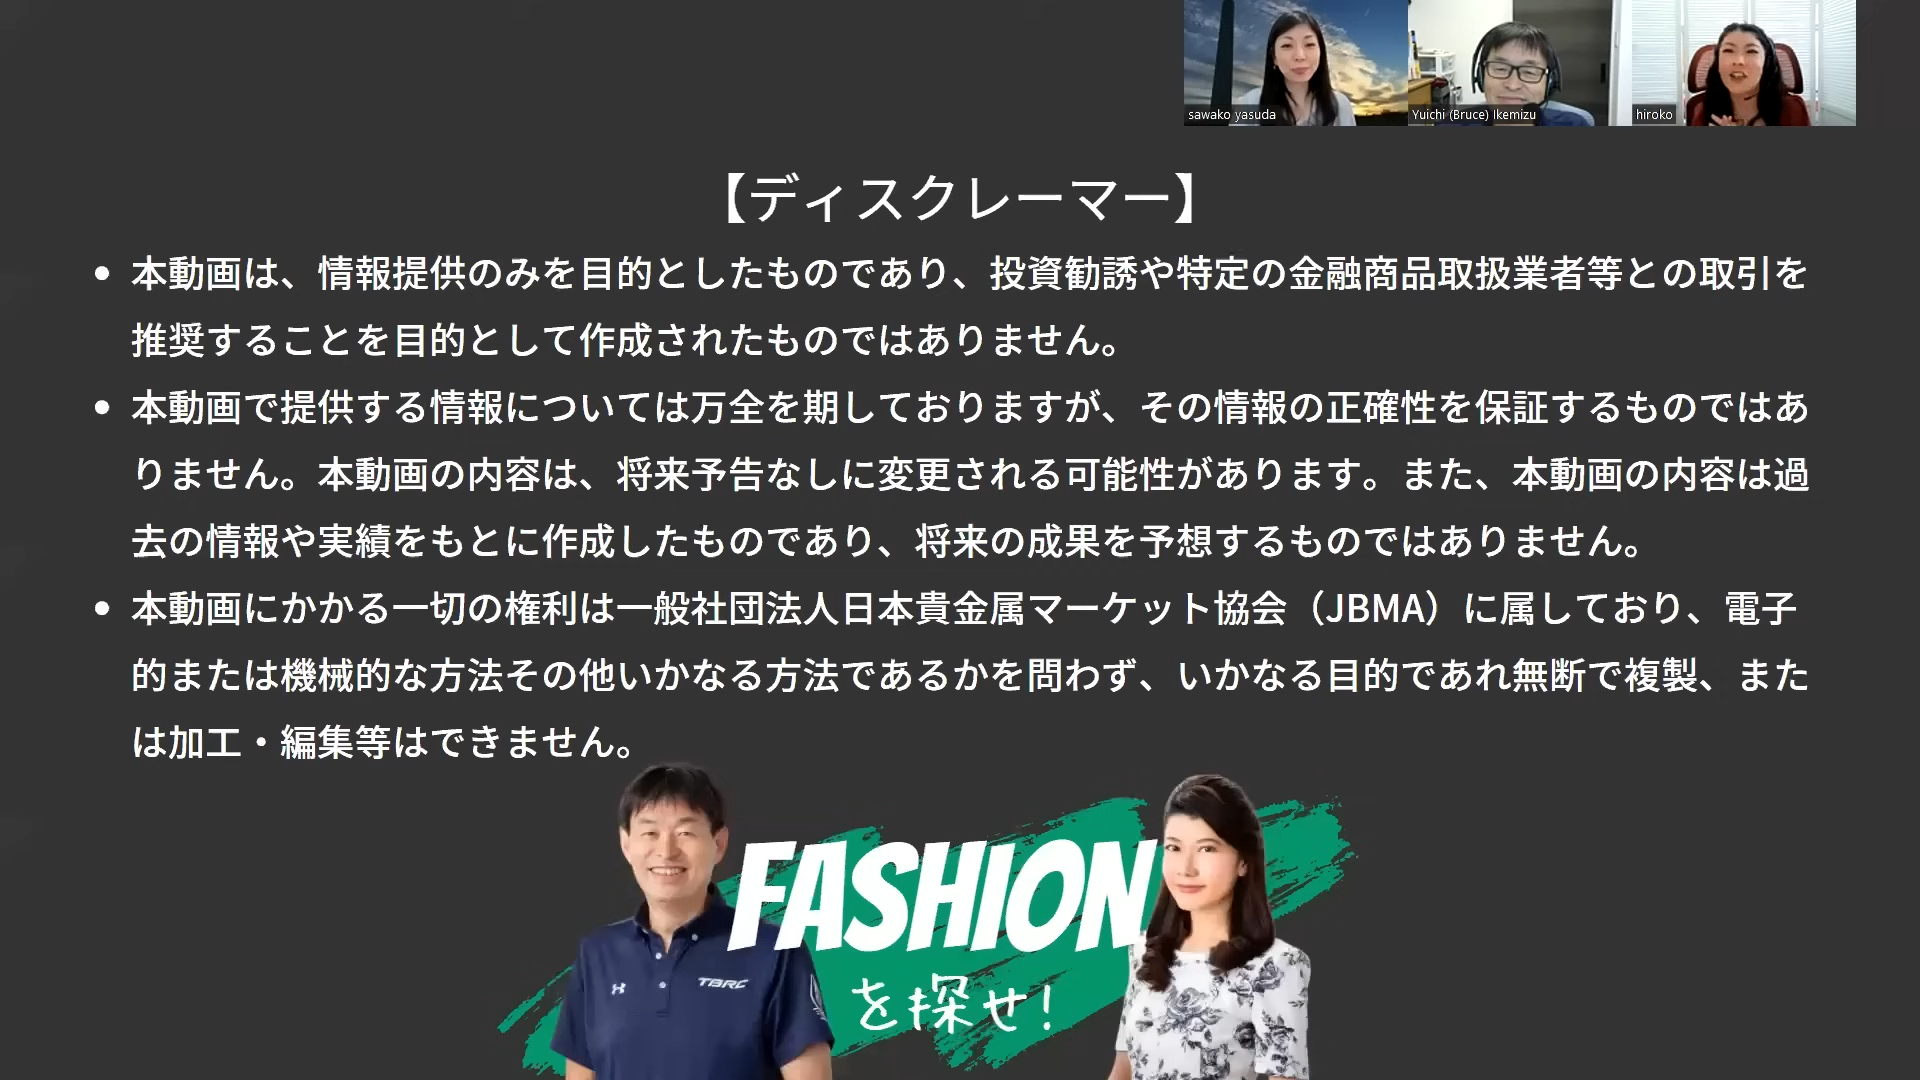 sawako yasuda
Yuichi (Bruce) Ikemizu
hiroko
【ディスクレーマー】
• 本動画は、情報提供のみを目的としたものであり、投資勧誘や特定の金融商品取扱業者等との取引を
推奨することを目的として作成されたものではありません。
• 本動画で提供する情報については万全を期しておりますが、その情報の正確性を保証するものではあ
りません。本動画の内容は、将来予告なしに変更される可能性があります。また、本動画の内容は過
去の情報や実績をもとに作成したものであり、将来の成果を予想するものではありません。
• 本動画にかかる一切の権利は一般社団法人日本貴金属マーケット協会（JBMA）に属しており、電子
的または機械的な方法その他いかなる方法であるかを問わず、いかなる目的であれ無断で複製、また
は加工・編集等はできません。
FASHION
を探せ!
TBRC